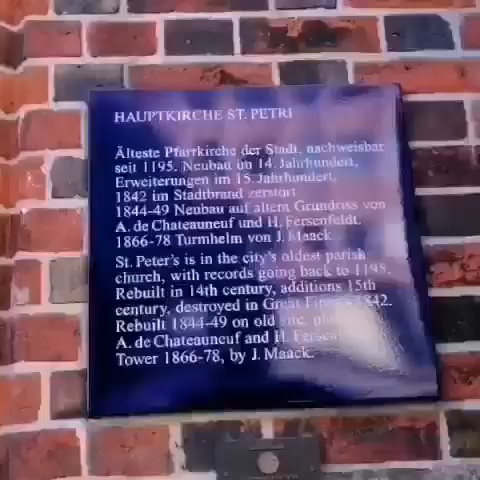 HAUPTKIRCHE ST. PETRI
Älteste Pfarrkirche der Stadt, nachweisbar
seit 1195. Neubau im 14. Jahrhundert,
Erweiterungen im 15. Jahrhundert,
1842 im Stadtbrand zerstört
1844-49 Neubau auf altem Grundriss von
A. de Chateauneuf und H. Fersenfeldt.
1866-78 Turmhelm von J. Maack.
St. Peter's is in the city's oldest parish
church, with records going back to 1195.
Rebuilt in 14th century, additions 15th
century, destroyed in Great Fire 1842.
Rebuilt 1844-49 on old
A. de Chateauneuf and H.
Tower 1866-78, by J. Maack.